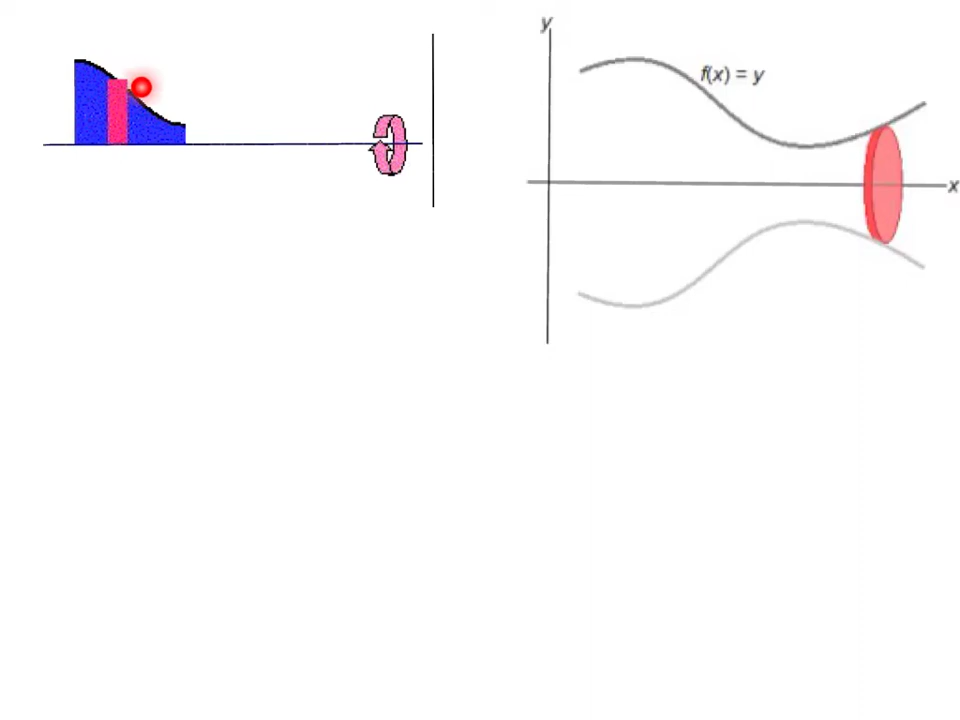 y
f(x) = y
x